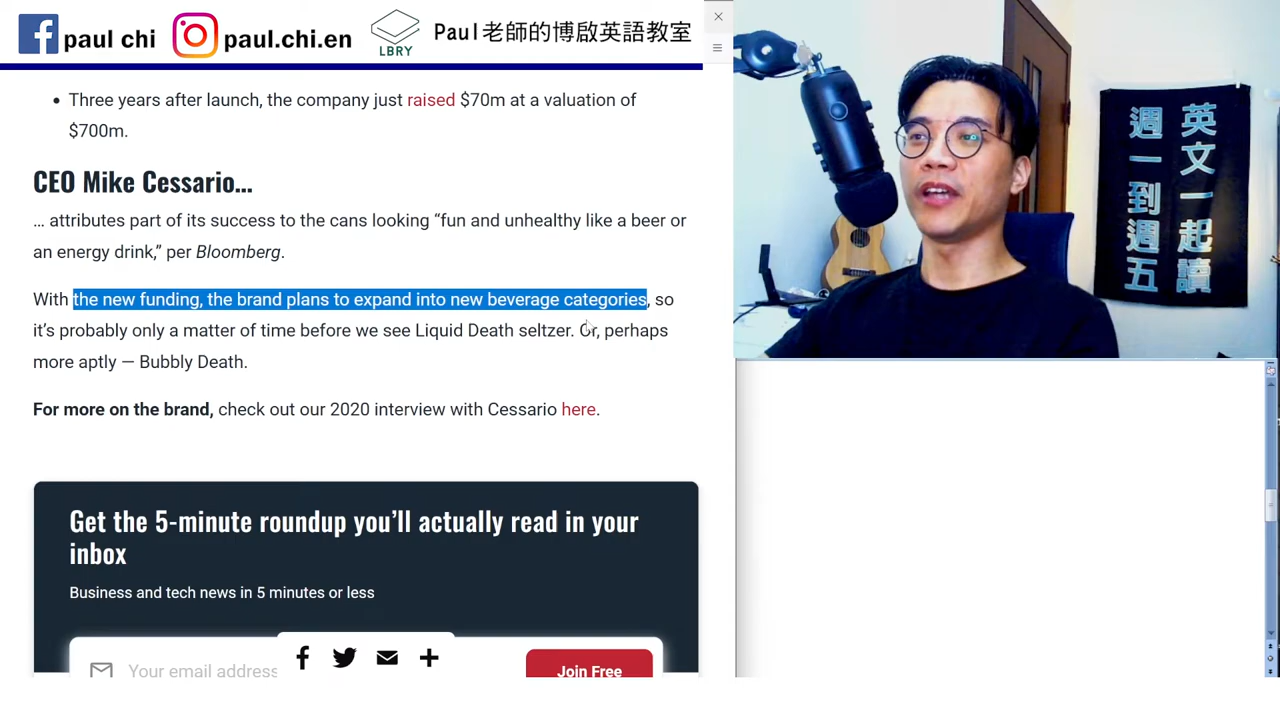 paul chi
paul.chi.en
LBRY
Paul老師的博啟英語教室
Three years after launch, the company just raised $70m at a valuation of
$700m.
CEO Mike Cessario...
... attributes part of its success to the cans looking “fun and unhealthy like a beer or
an energy drink,” per Bloomberg.
With the new funding, the brand plans to expand into new beverage categories, so
it’s probably only a matter of time before we see Liquid Death seltzer. Or, perhaps
more aptly — Bubbly Death.
For more on the brand, check out our 2020 interview with Cessario here.
Get the 5-minute roundup you’ll actually read in your
inbox
Business and tech news in 5 minutes or less
Your email address
Join Free
英文一起讀
週一到週五